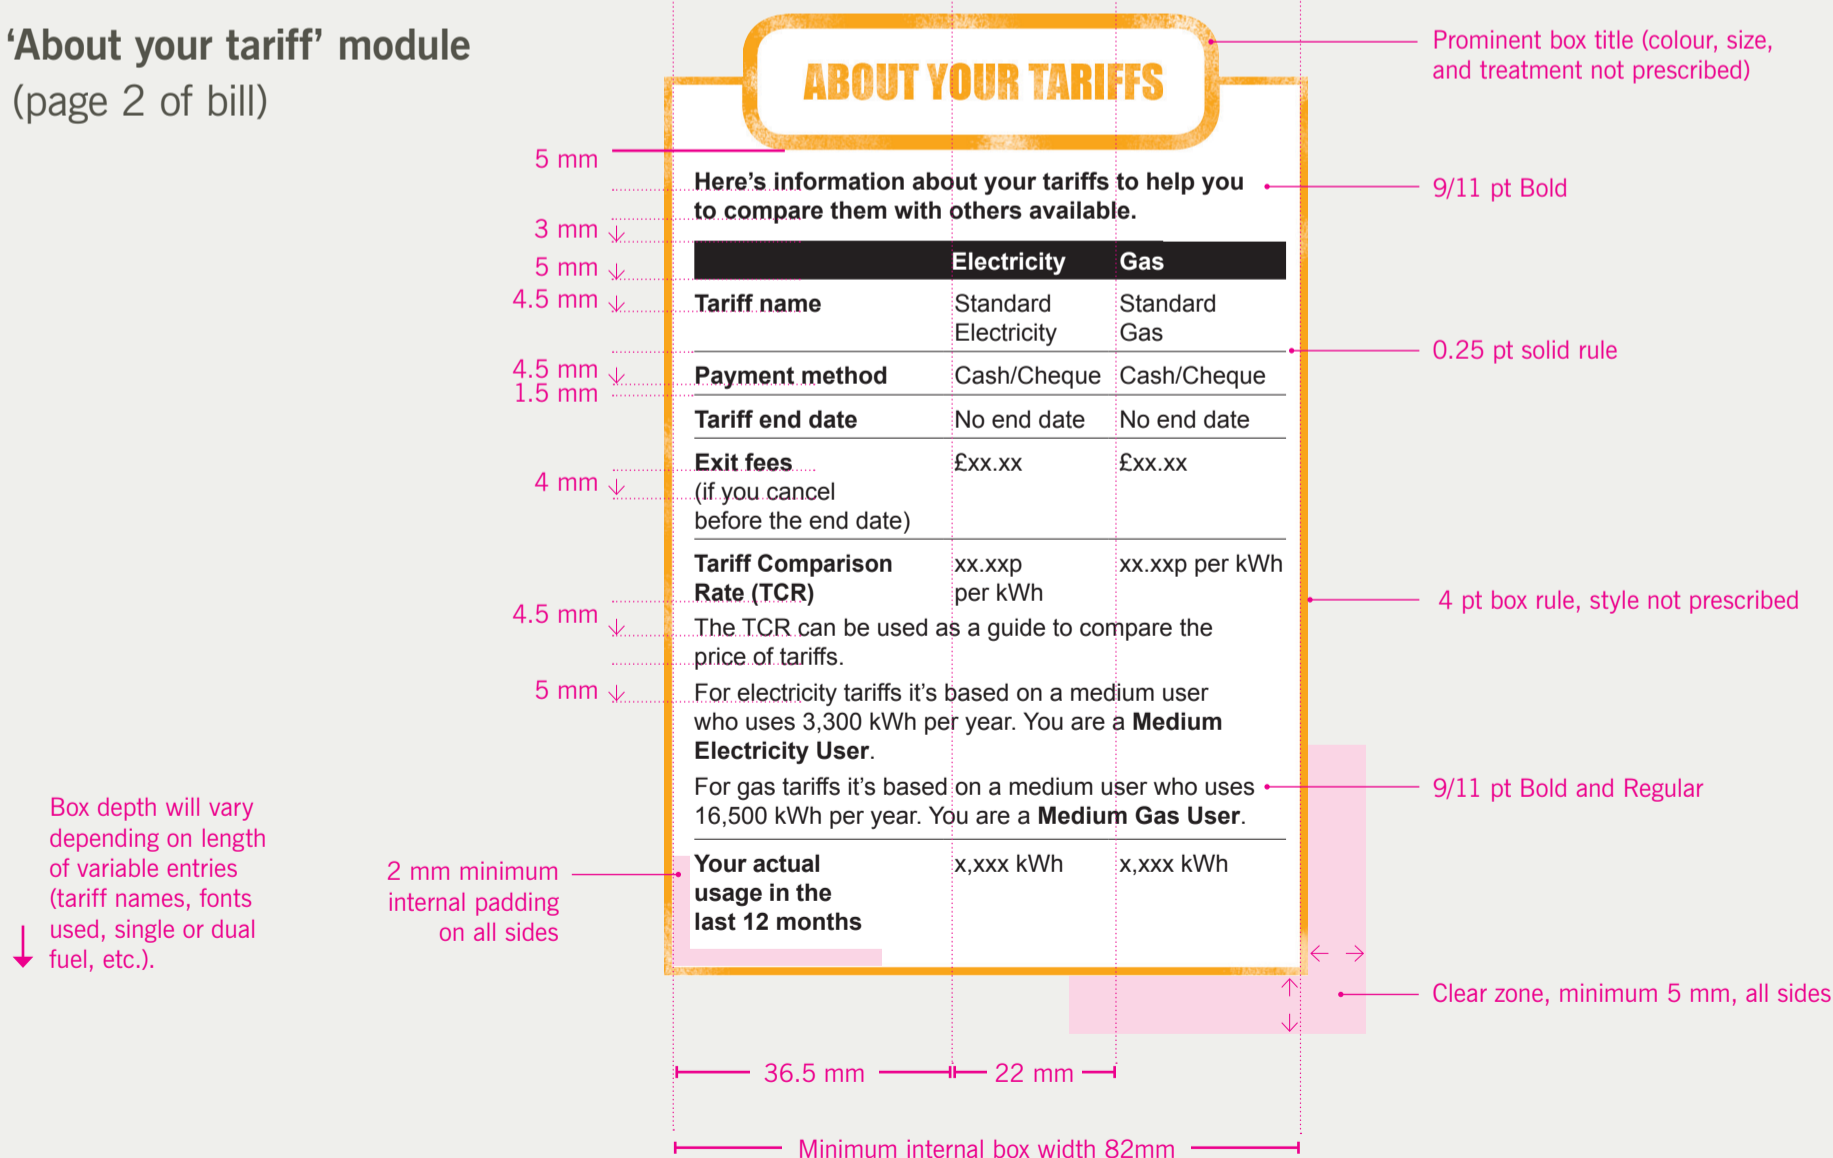 ‘About your tariff’ module
(page 2 of bill)
ABOUT YOUR TARIFFS
Prominent box title (colour, size,
and treatment not prescribed)
5 mm
Here’s information about your tariffs to help you
to compare them with others available.
9/11 pt Bold
3 mm
5 mm
Electricity Gas
4.5 mm
Tariff name Standard Standard
Electricity Gas
0.25 pt solid rule
4.5 mm
1.5 mm
Payment method Cash/Cheque Cash/Cheque
Tariff end date No end date No end date
Exit fees £xx.xx £xx.xx
4 mm
(if you cancel
before the end date)
Tariff Comparison xx.xxp xx.xxp per kWh
Rate (TCR) per kWh
4 pt box rule, style not prescribed
4.5 mm
The TCR can be used as a guide to compare the
price of tariffs.
5 mm
For electricity tariffs it’s based on a medium user
who uses 3,300 kWh per year. You are a Medium
Electricity User.
For gas tariffs it’s based on a medium user who uses
16,500 kWh per year. You are a Medium Gas User.
9/11 pt Bold and Regular
Box depth will vary
depending on length
of variable entries
(tariff names, fonts
used, single or dual
fuel, etc.).
2 mm minimum
internal padding
on all sides
Your actual x,xxx kWh x,xxx kWh
usage in the
last 12 months
Clear zone, minimum 5 mm, all sides
36.5 mm 22 mm
Minimum internal box width 82mm